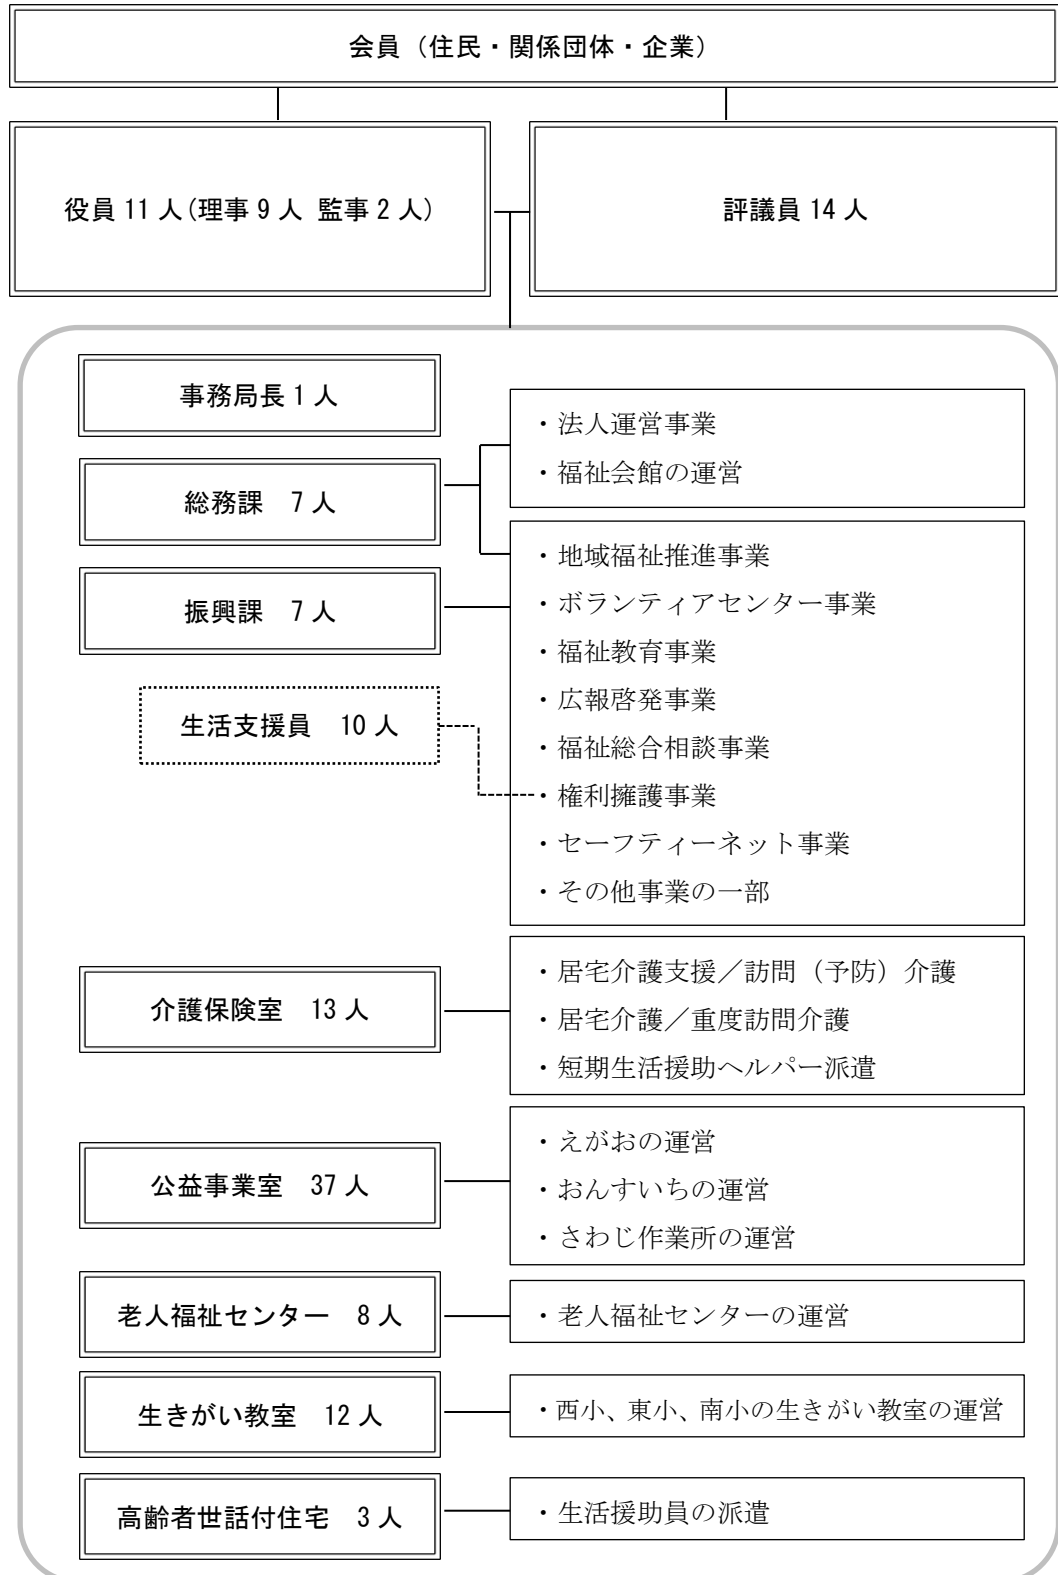 会員（住民・関係団体・企業）
役員 11 人(理事 9 人 監事 2 人)
評議員 14 人
事務局長 1 人
総務課　7 人
・法人運営事業
・福祉会館の運営
振興課　7 人
生活支援員　10 人
・地域福祉推進事業
・ボランティアセンター事業
・福祉教育事業
・広報啓発事業
・福祉総合相談事業
・権利擁護事業
・セーフティーネット事業
・その他事業の一部
介護保険室　13 人
・居宅介護支援／訪問（予防）介護
・居宅介護／重度訪問介護
・短期生活援助ヘルパー派遣
公益事業室　37 人
・えがおの運営
・おんすいちの運営
・さわじ作業所の運営
老人福祉センター　8 人
・老人福祉センターの運営
生きがい教室　12 人
・西小、東小、南小の生きがい教室の運営
高齢者世話付住宅　3 人
・生活援助員の派遣